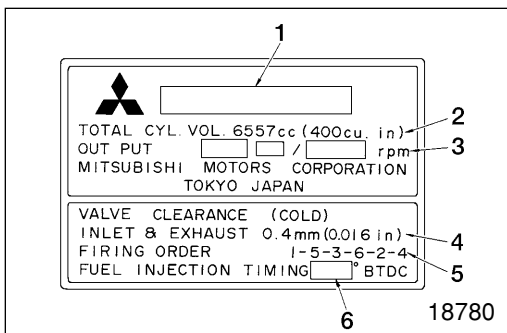 1
TOTAL CYL. VOL. 6557cc (400cu. in) 2
OUT PUT / rpm 3
MITSUBISHI MOTORS CORPORATION
TOKYO JAPAN
VALVE CLEARANCE (COLD)
INLET & EXHAUST 0.4mm(0.016 in) 4
FIRING ORDER 1-5-3-6-2-4 5
FUEL INJECTION TIMING ° BTDC
6
18780